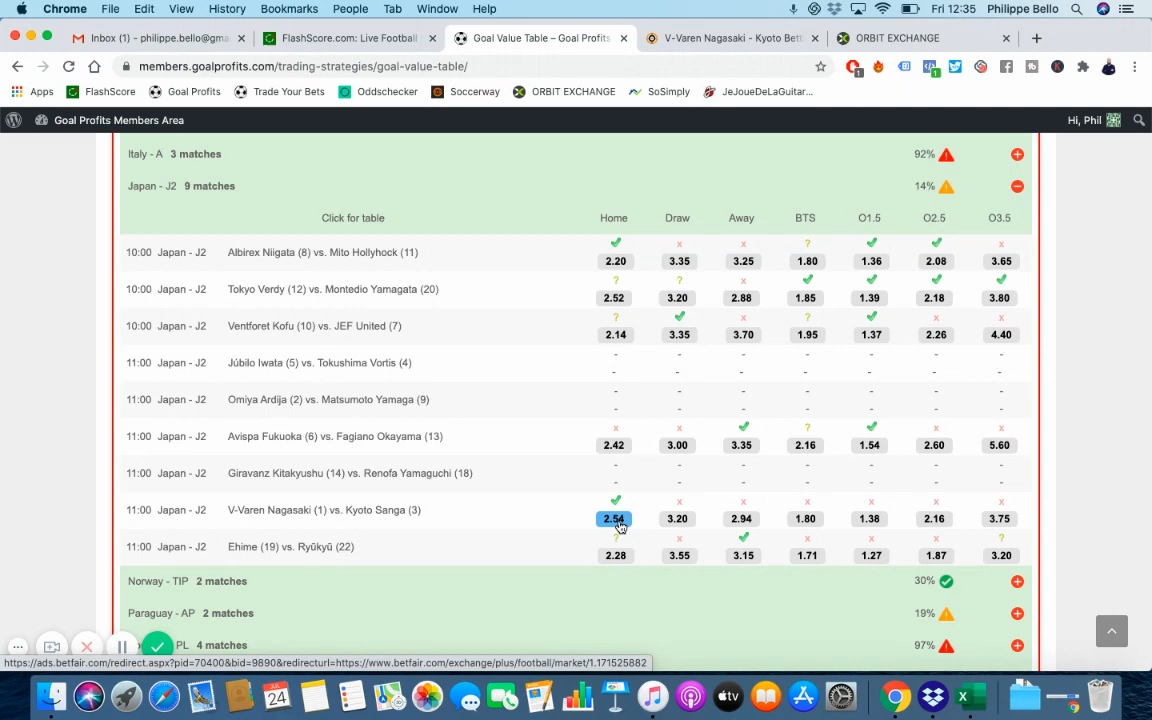 Chrome File Edit View History Bookmarks People Tab Window Help Fri 12:35 Philippe Bello
Inbox (1) - philippe.bello@gma × FlashScore.com: Live Football × Goal Value Table – Goal Profits × V-Varen Nagasaki - Kyoto Bett × ORBIT EXCHANGE × +
members.goalprofits.com/trading-strategies/goal-value-table/
Apps FlashScore Goal Profits Trade Your Bets Oddschecker Soccerway ORBIT EXCHANGE SoSimply JeJoueDeLaGuitar...
Goal Profits Members Area Hi, Phil
Italy - A 3 matches 92%
Japan - J2 9 matches 14%
Click for table Home Draw Away BTS O1.5 O2.5 O3.5
x x ? x
10:00 Japan - J2 Albirex Niigata (8) vs. Mito Hollyhock (11) 2.20 3.35 3.25 1.80 1.36 2.08 3.65
? ? x
10:00 Japan - J2 Tokyo Verdy (12) vs. Montedio Yamagata (20) 2.52 3.20 2.88 1.85 1.39 2.18 3.80
? x ? x x
10:00 Japan - J2 Ventforet Kofu (10) vs. JEF United (7) 2.14 3.35 3.70 1.95 1.37 2.26 4.40
- - - - - - -
11:00 Japan - J2 Júbilo Iwata (5) vs. Tokushima Vortis (4) - - - - - - -
- - - - - - -
11:00 Japan - J2 Omiya Ardija (2) vs. Matsumoto Yamaga (9) - - - - - - -
x x ? x x
11:00 Japan - J2 Avispa Fukuoka (6) vs. Fagiano Okayama (13) 2.42 3.00 3.35 2.16 1.54 2.60 5.60
- - - - - - -
11:00 Japan - J2 Giravanz Kitakyushu (14) vs. Renofa Yamaguchi (18) - - - - - - -
x x x x x x
11:00 Japan - J2 V-Varen Nagasaki (1) vs. Kyoto Sanga (3) 2.54 3.20 2.94 1.80 1.38 2.16 3.75
? x x x x ?
11:00 Japan - J2 Ehime (19) vs. Ryūkyū (22) 2.28 3.55 3.15 1.71 1.27 1.87 3.20
Norway - TIP 2 matches 30%
Paraguay - AP 2 matches 19%
PL 4 matches 97%
https://ads.betfair.com/redirect.aspx?pid=70400&bid=9890&redirecturl=https://www.betfair.com/exchange/plus/football/market/1.171525882
JUL 24 tv